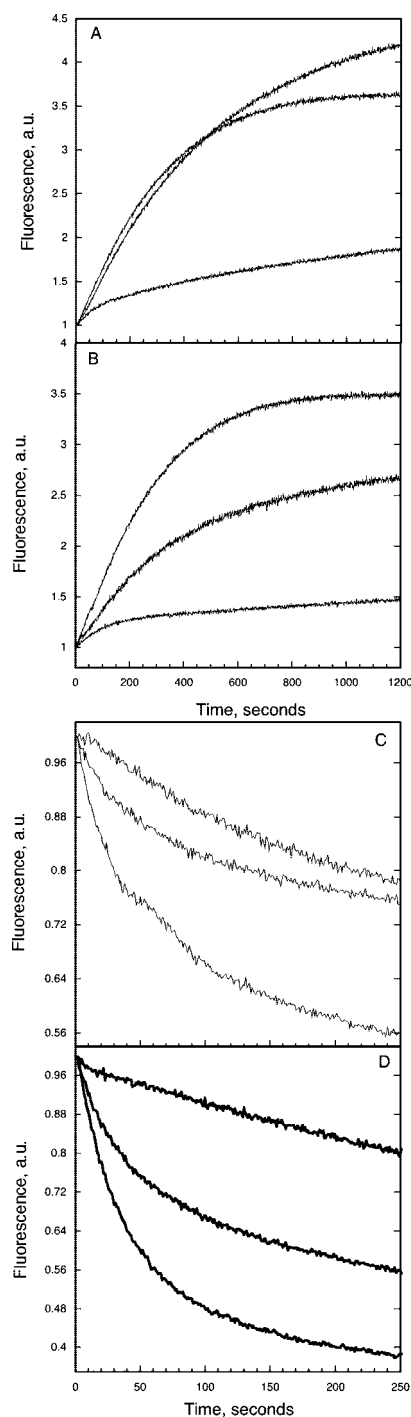 4.5
A
4
3.5
3
2.5
2
1.5
1
Fluorescence, a.u.
4
B
3.5
3
2.5
2
1.5
1
Fluorescence, a.u.
0 200 400 600 800 1000 1200
Time, seconds
C
0.96
0.88
0.8
0.72
0.64
0.56
Fluorescence, a.u.
D
0.96
0.88
0.8
0.72
0.64
0.56
0.48
0.4
Fluorescence, a.u.
0 50 100 150 200 250
Time, seconds